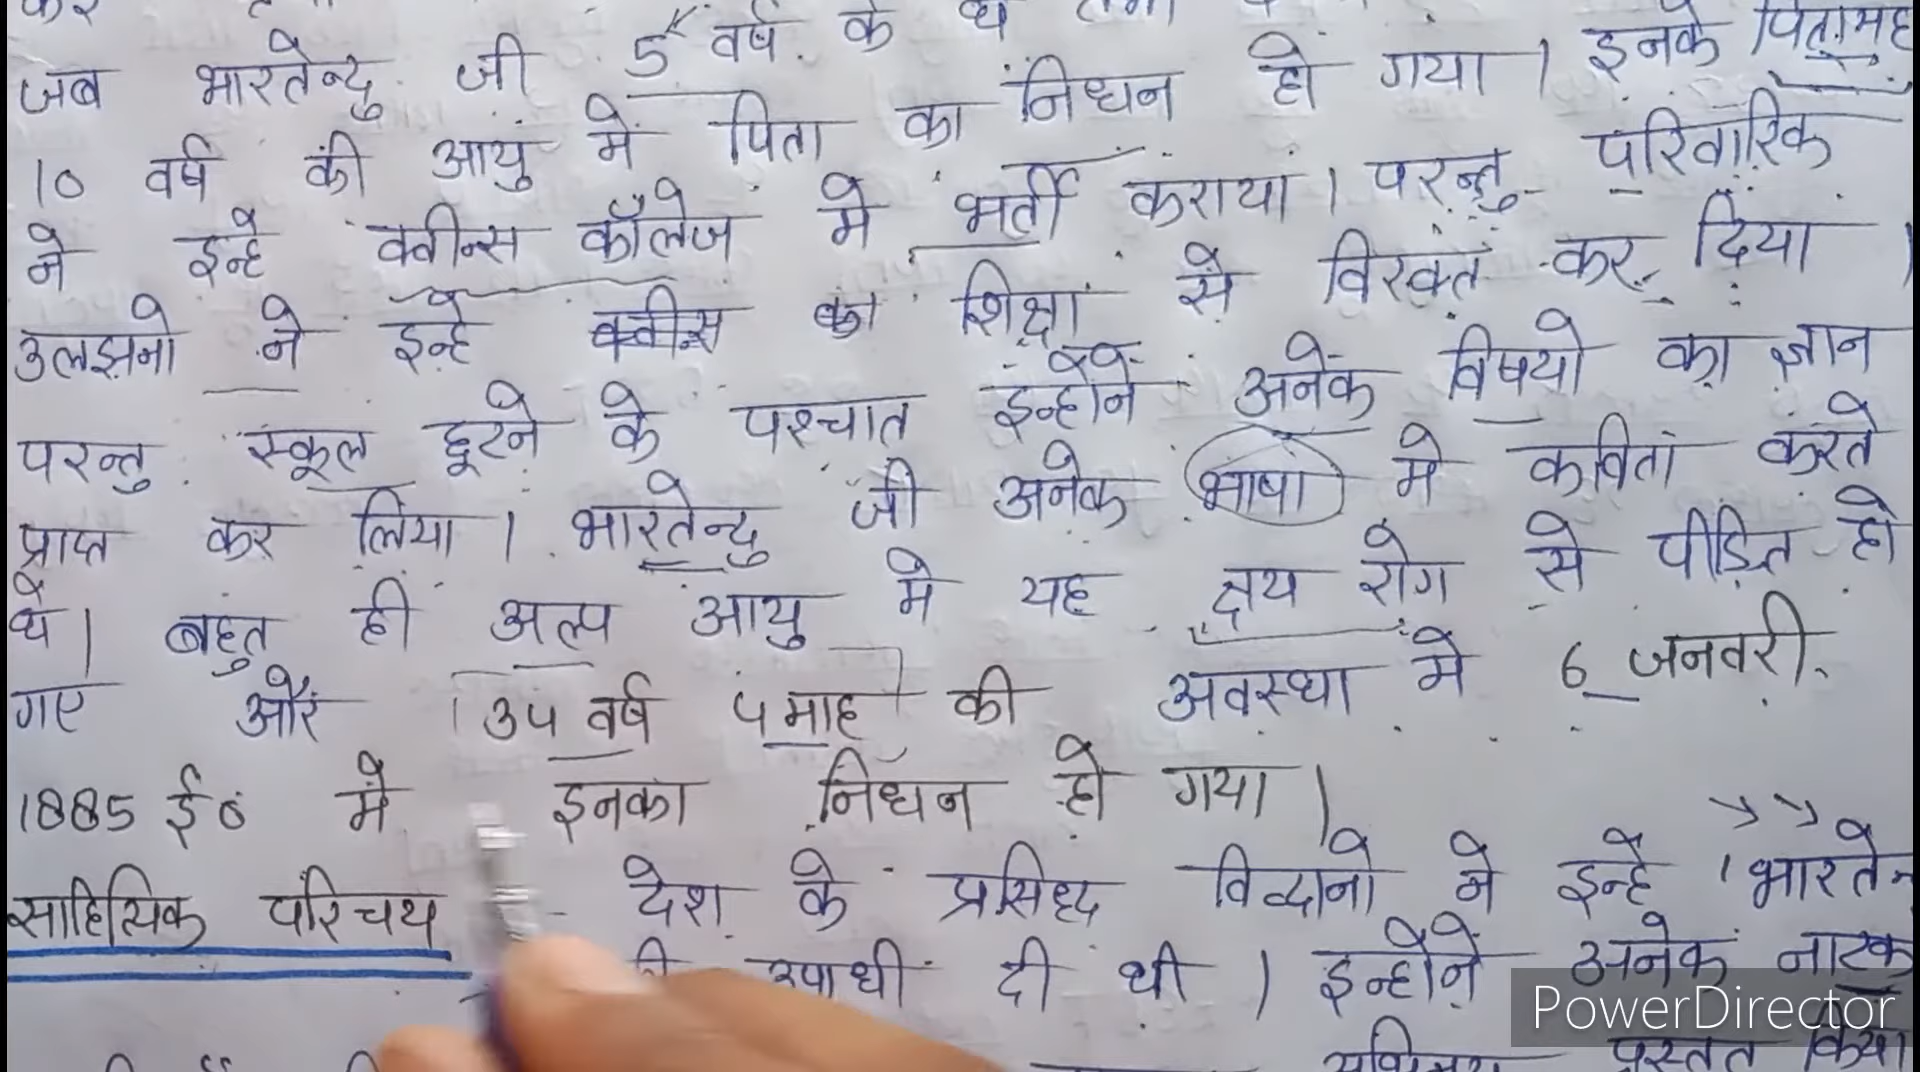 जब भारतेन्दु जी 5 वर्ष के थे
10 वर्ष की आयु में पिता का निधन हो गया । इनके पितामह
ने इन्हे क्वीन्स कॉलेज मे भर्ती कराया । परन्तु परिवारिक
उलझनो ने इन्हे क्वीन्स का शिक्षा से विरक्त कर दिया ।
परन्तु स्कूल छूटने के पश्चात इन्होंने अनेक विषयो का ज्ञान
प्राप्त कर लिया । भारतेन्दु जी अनेक भाषा मे कविता करते
थे । बहुत ही अल्प आयु मे यह क्षय रोग से पीड़ित हो
गए और 34 वर्ष 4 माह की अवस्था मे 6 जनवरी
1885 ई० मे इनका निधन हो गया ।
साहित्यिक परिचय - देश के प्रसिध्द विद्वानो ने इन्हे
उपाधी दी थी । इन्होंने अनेक नाटक
प्रस्तुत किया
PowerDirector